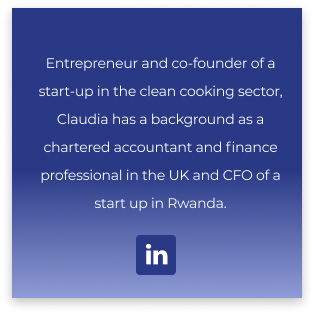 Entrepreneur and co-founder of a
start-up in the clean cooking sector,
Claudia has a background as a
chartered accountant and finance
professional in the UK and CFO of a
start up in Rwanda.
in